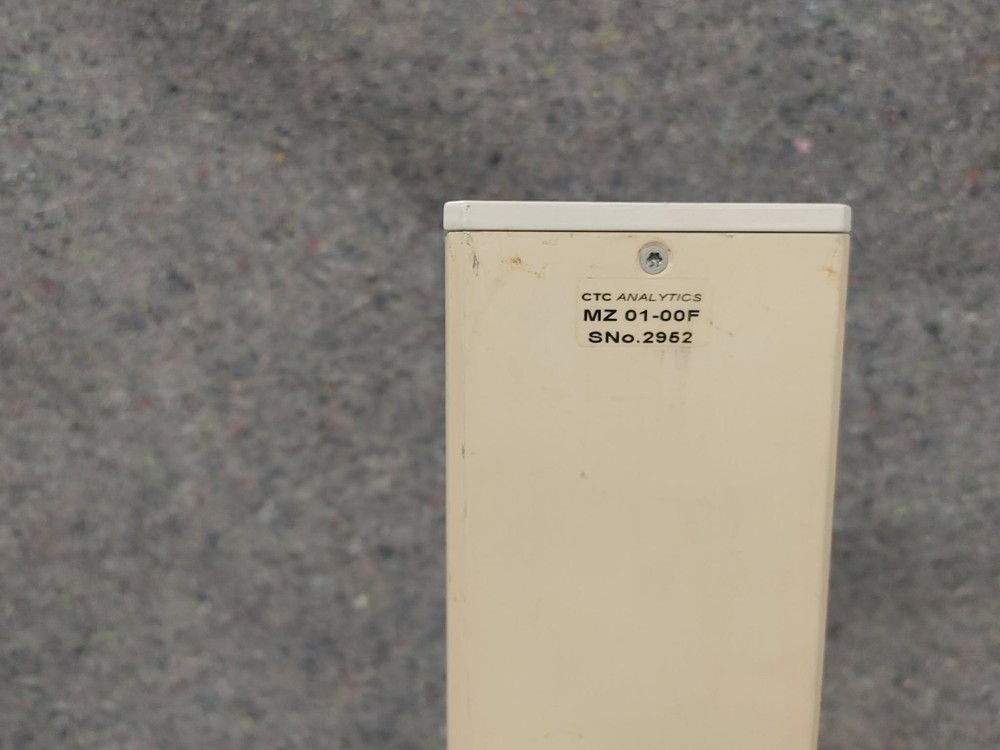 CTC ANALYTICS
MZ 01-00F
SNo.2952